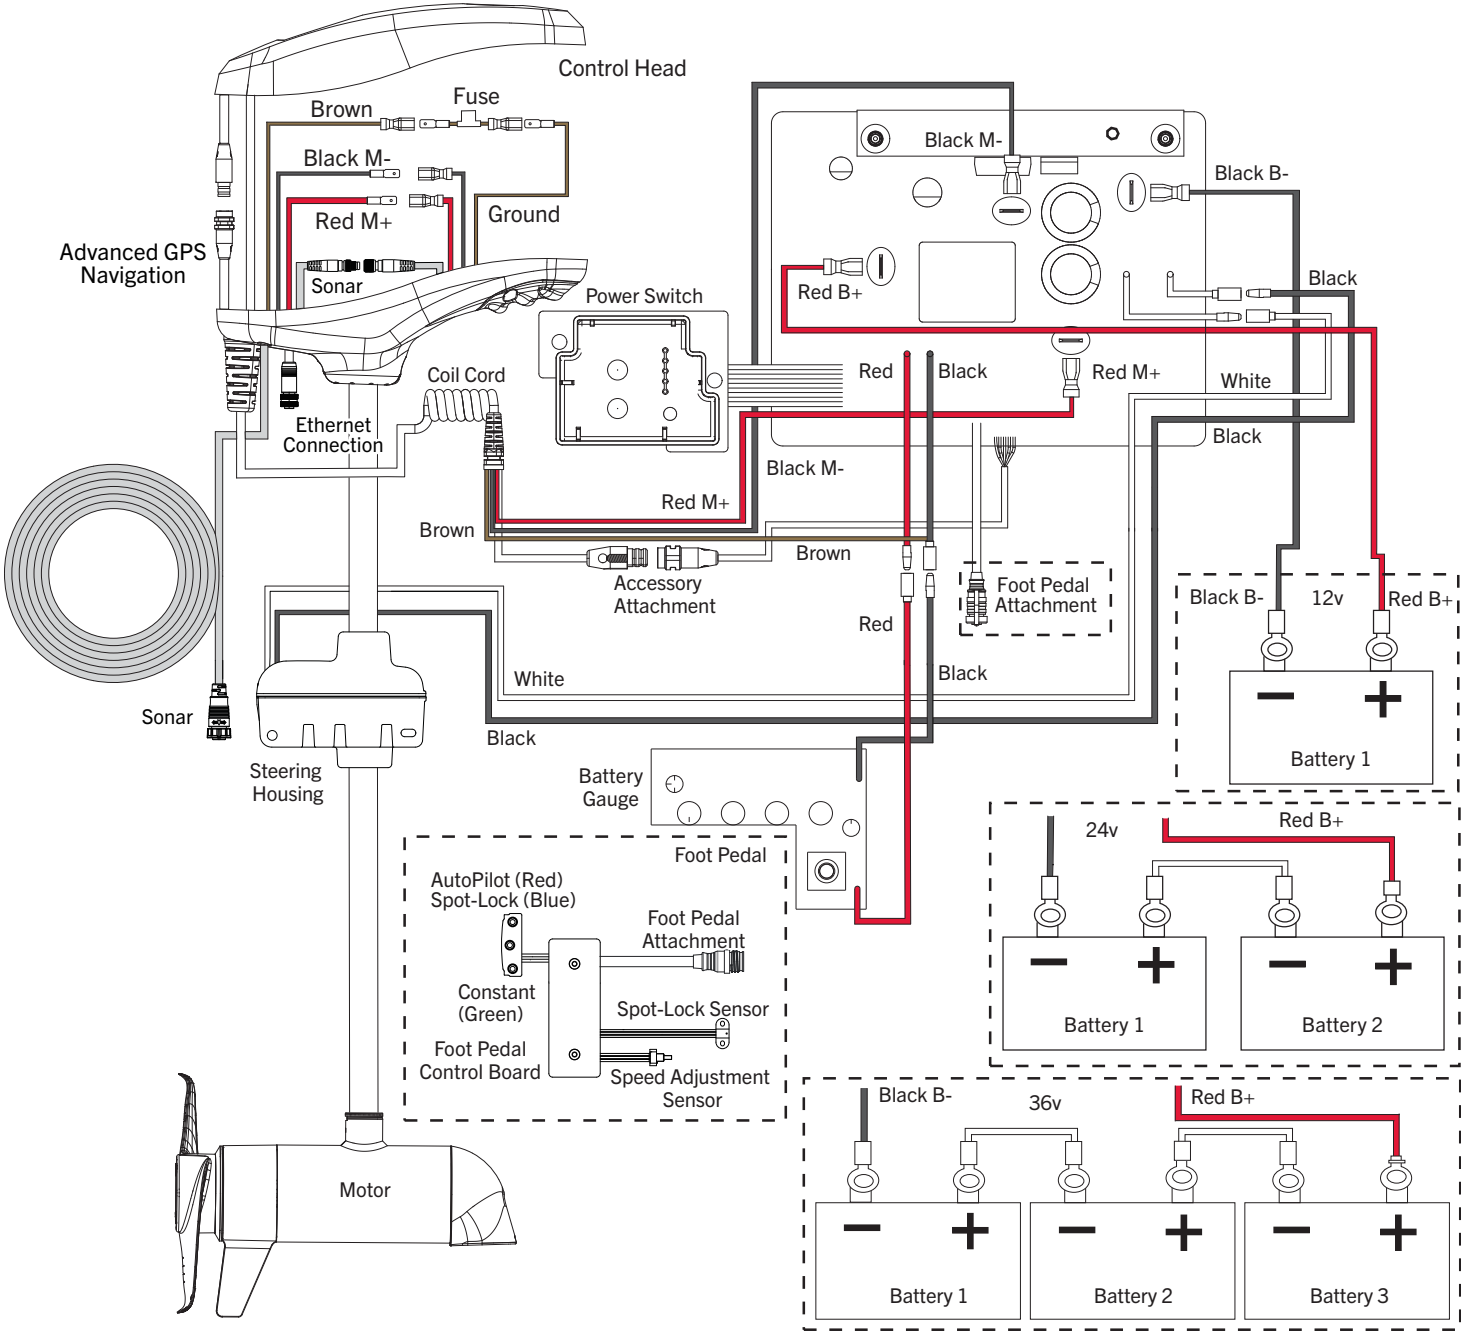 Control Head
Brown
Fuse
Black M-
Red M+
Ground
Advanced GPS
Navigation
Sonar
Power Switch
Black M-
Black B-
Red B+
Black
Red
Black
Red M+
White
Black
Coil Cord
Ethernet
Connection
Black M-
Red M+
Brown
Brown
Accessory
Attachment
Foot Pedal
Attachment
Red
Black
White
Black
Sonar
Steering
Housing
Battery
Gauge
Foot Pedal
AutoPilot (Red)
Spot-Lock (Blue)
Foot Pedal
Attachment
Constant
(Green)
Spot-Lock Sensor
Foot Pedal
Control Board
Speed Adjustment
Sensor
Motor
Black B-
12v
Red B+
− +
Battery 1
24v
Red B+
− + − +
Battery 1
Battery 2
Black B-
36v
Red B+
− + − + − +
Battery 1
Battery 2
Battery 3